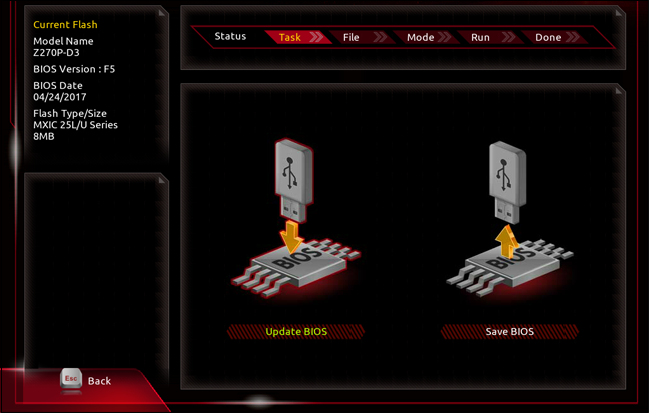 Current Flash
Model Name
Z270P-D3
BIOS Version : F5
BIOS Date
04/24/2017
Flash Type/Size
MXIC 25L/U Series
8MB
Status
Task
File
Mode
Run
Done
BIOS
BIOS
Update BIOS
Save BIOS
Esc
Back